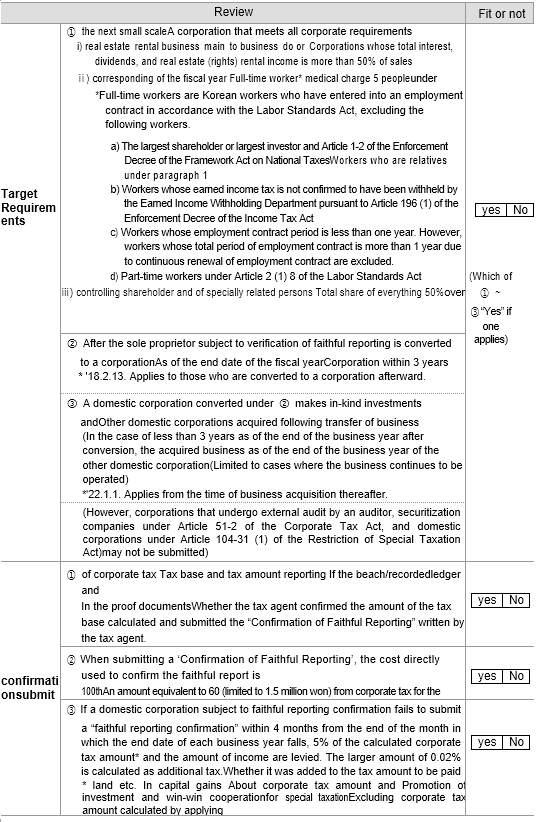 Review
Fit or not
Target
Requirem
ents
① the next small scaleA corporation that meets all corporate requirements
i) real estate rental business main to business do or Corporations whose total interest,
dividends, and real estate (rights) rental income is more than 50% of sales
ii) corresponding of the fiscal year Full-time worker* medical charge 5 peopleunder
*Full-time workers are Korean workers who have entered into an employment
contract in accordance with the Labor Standards Act, excluding the
following workers.
a) The largest shareholder or largest investor and Article 1-2 of the Enforcement
Decree of the Framework Act on National TaxesWorkers who are relatives
under paragraph 1
b) Workers whose earned income tax is not confirmed to have been withheld by
the Earned Income Withholding Department pursuant to Article 196 (1) of the
Enforcement Decree of the Income Tax Act
c) Workers whose employment contract period is less than one year. However,
workers whose total period of employment contract is more than 1 year due
to continuous renewal of employment contract are excluded.
d) Part-time workers under Article 2 (1) 8 of the Labor Standards Act
iii) controlling shareholder and of specially related persons Total share of everything 50%over
② After the sole proprietor subject to verification of faithful reporting is converted
to a corporationAs of the end date of the fiscal yearCorporation within 3 years
* '18.2.13. Applies to those who are converted to a corporation afterward.
③ A domestic corporation converted under ② makes in-kind investments
andOther domestic corporations acquired following transfer of business
(In the case of less than 3 years as of the end of the business year after
conversion, the acquired business as of the end of the business year of the
other domestic corporation(Limited to cases where the business continues to be
operated)
*'22.1.1. Applies from the time of business acquisition thereafter.
(However, corporations that undergo external audit by an auditor, securitization
companies under Article 51-2 of the Corporate Tax Act, and domestic
corporations under Article 104-31 (1) of the Restriction of Special Taxation
Act)may not be submitted)
yes No
(Which of
① ~
③ "Yes" if
one
applies)
confirmati
onsubmit
① of corporate tax Tax base and tax amount reporting If the beach/recordedledger
and
In the proof documentsWhether the tax agent confirmed the amount of the tax
base calculated and submitted the "Confirmation of Faithful Reporting" written by
the tax agent.
yes No
② When submitting a 'Confirmation of Faithful Reporting', the cost directly
used to confirm the faithful report is
100thAn amount equivalent to 60 (limited to 1.5 million won) from corporate tax for the
yes No
③ If a domestic corporation subject to faithful reporting confirmation fails to submit
a "faithful reporting confirmation" within 4 months from the end of the month in
which the end date of each business year falls, 5% of the calculated corporate
tax amount* and the amount of income are levied. The larger amount of 0.02%
is calculated as additional tax.Whether it was added to the tax amount to be paid
* land etc. In capital gains About corporate tax amount and Promotion of
investment and win-win cooperationfor special taxationExcluding corporate tax
amount calculated by applying
yes No